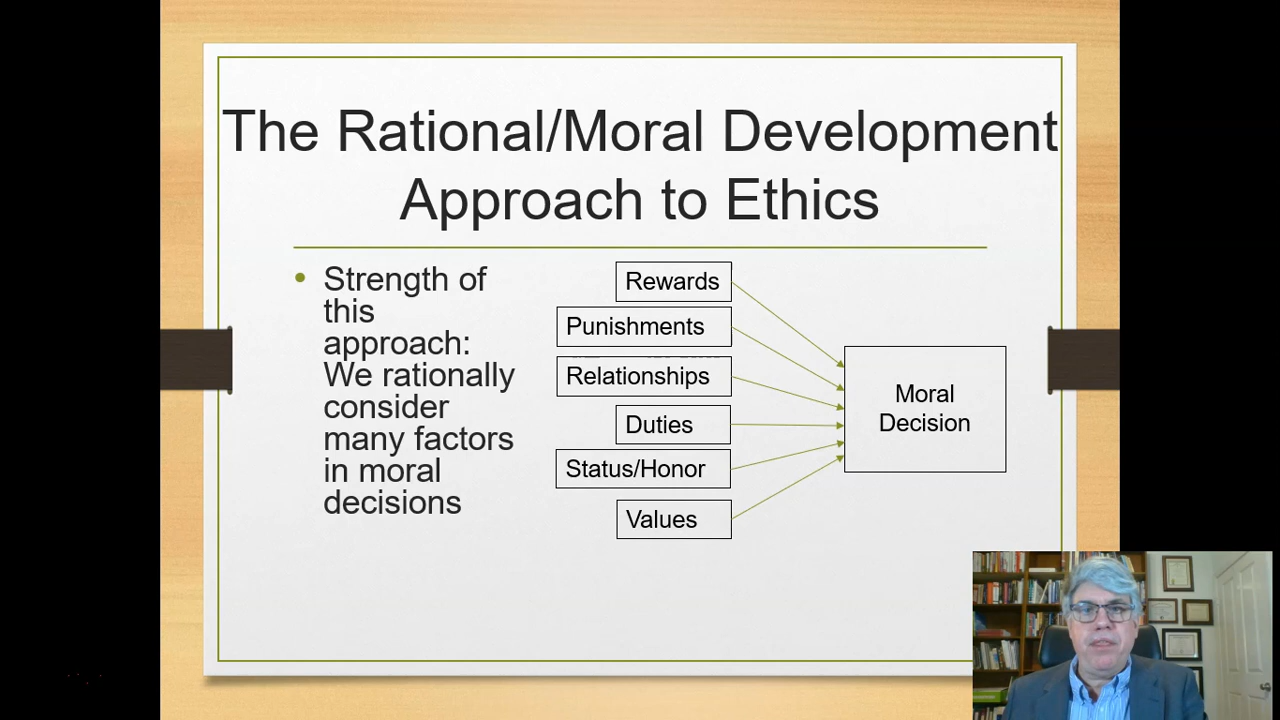 The Rational/Moral Development
Approach to Ethics
• Strength of
this
approach:
We rationally
consider
many factors
in moral
decisions
Rewards
Punishments
Relationships
Duties
Status/Honor
Values
Moral
Decision